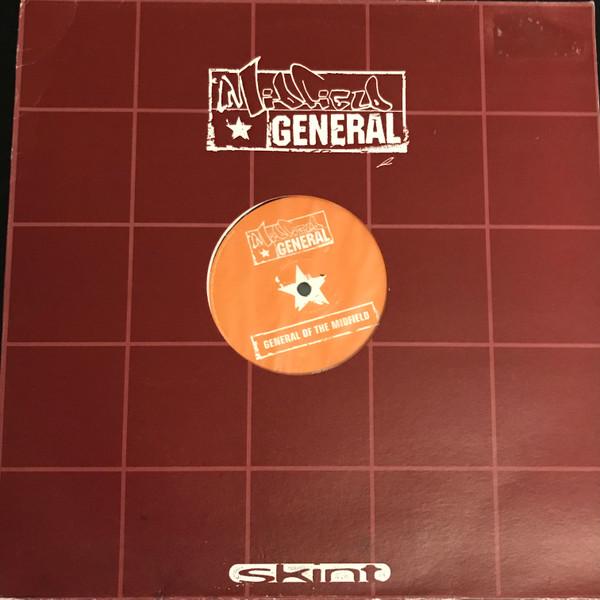 Midfield
GENERAL
Midfield
GENERAL
GENERAL OF THE MIDFIELD
skint